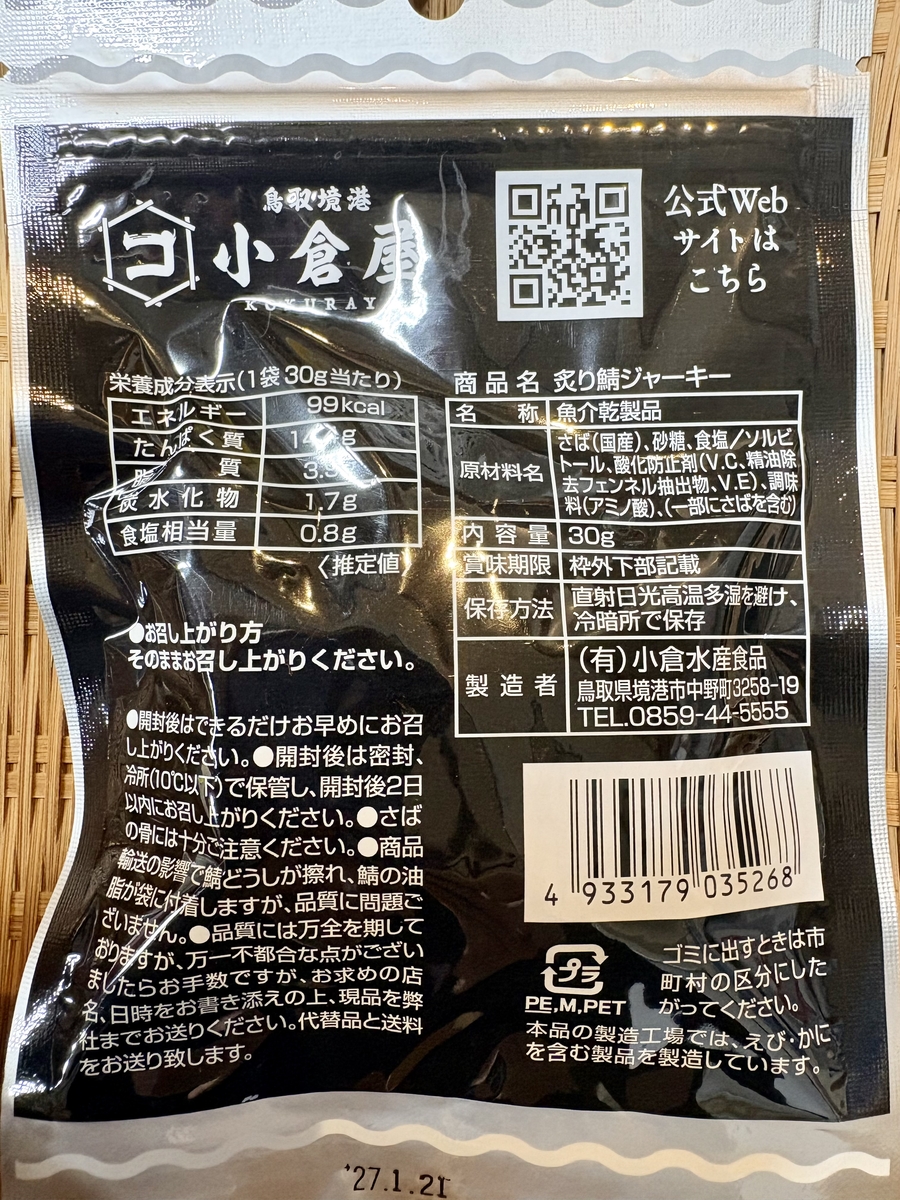 鳥取境港
コ 小倉屋
公式Web
サイトは
こちら
栄養成分表示(1袋30g当たり)
エネルギー 99kcal
たんぱく質
脂質
炭水化物 1.7g
食塩相当量 0.8g
〈推定値〉
●お召し上がり方
そのままお召し上がりください。
●開封後はできるだけお早めにお召
し上がりください。●開封後は密封、
冷所(10℃以下)で保管し、開封後2日
以内にお召し上がりください。●さば
の骨には十分ご注意ください。●商品
輸送の影響で鯖どうしが擦れ、鯖の油
脂が袋に付着しますが、品質に問題ご
ざいません。●品質には万全を期して
おりますが、万一不都合な点がござい
ましたらお手数ですが、お求めの店
名、日時をお書き添えの上、現品を弊
社までお送りください。代替品と送料
をお送り致します。
商品名 炙り鯖ジャーキー
名称 魚介乾製品
原材料名 さば(国産)、砂糖、食塩/ソルビ
トール、酸化防止剤(V.C、精油除
去フェンネル抽出物、V.E)、調味
料(アミノ酸)、(一部にさばを含む)
内容量 30g
賞味期限 枠外下部記載
保存方法 直射日光高温多湿を避け、
冷暗所で保存
製造者 (有)小倉水産食品
鳥取県境港市中野町3258-19
TEL.0859-44-5555
4 933179 035268
プラ
PE,M,PET
ゴミに出すときは市
町村の区分にした
がってください。
本品の製造工場では、えび・かに
を含む製品を製造しています。
'27.1.21